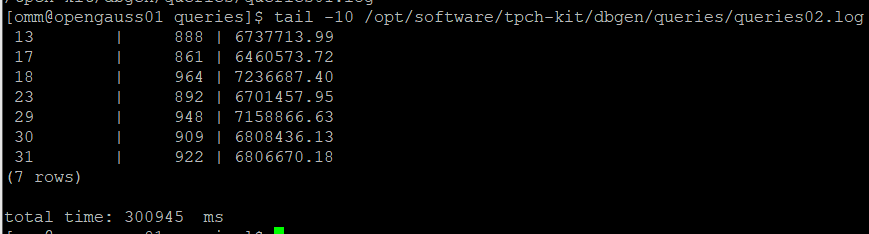 [omm@opengauss01 queries]$ tail -10 /opt/software/tpch-kit/dbgen/queries/queries02.log
13 | 888 | 6737713.99
17 | 861 | 6460573.72
18 | 964 | 7236687.40
23 | 892 | 6701457.95
29 | 948 | 7158866.63
30 | 909 | 6808436.13
31 | 922 | 6806670.18
(7 rows)
total time: 300945 ms